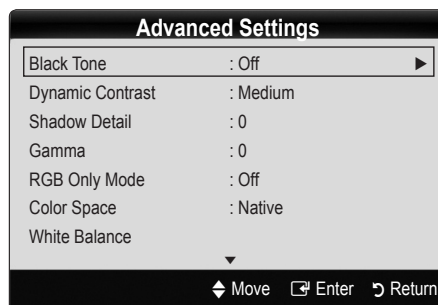 Advanced Settings
Black Tone : Off ▶
Dynamic Contrast : Medium
Shadow Detail : 0
Gamma : 0
RGB Only Mode : Off
Color Space : Native
White Balance
▼
Move Enter Return